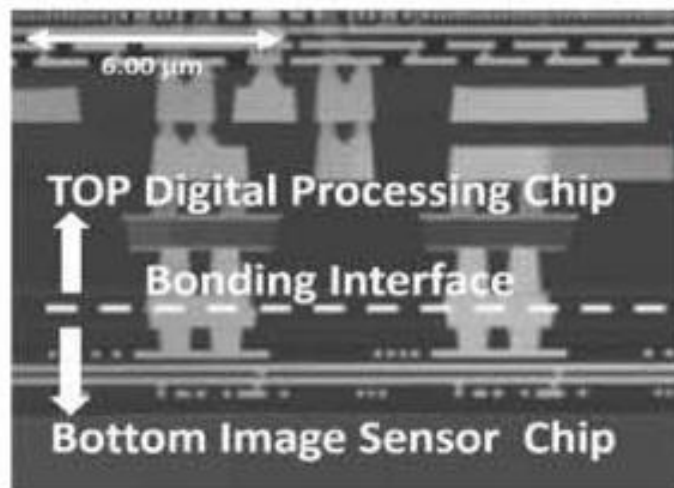 6.00 µm
TOP Digital Processing Chip
Bonding Interface
Bottom Image Sensor Chip